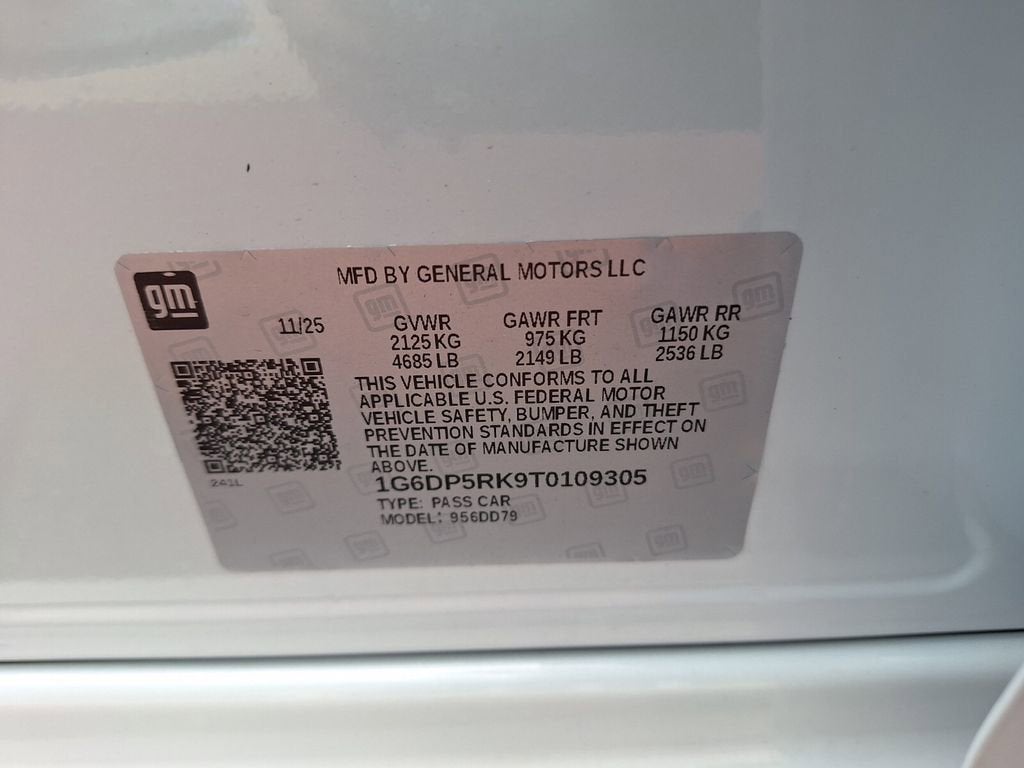 MFD BY GENERAL MOTORS LLC
gm
11/25
GVWR GAWR FRT GAWR RR
2125 KG 975 KG 1150 KG
4685 LB 2149 LB 2536 LB
THIS VEHICLE CONFORMS TO ALL
APPLICABLE U.S. FEDERAL MOTOR
VEHICLE SAFETY, BUMPER, AND THEFT
PREVENTION STANDARDS IN EFFECT ON
THE DATE OF MANUFACTURE SHOWN
ABOVE.
241L
1G6DP5RK9T0109305
TYPE: PASS CAR
MODEL: 956DD79